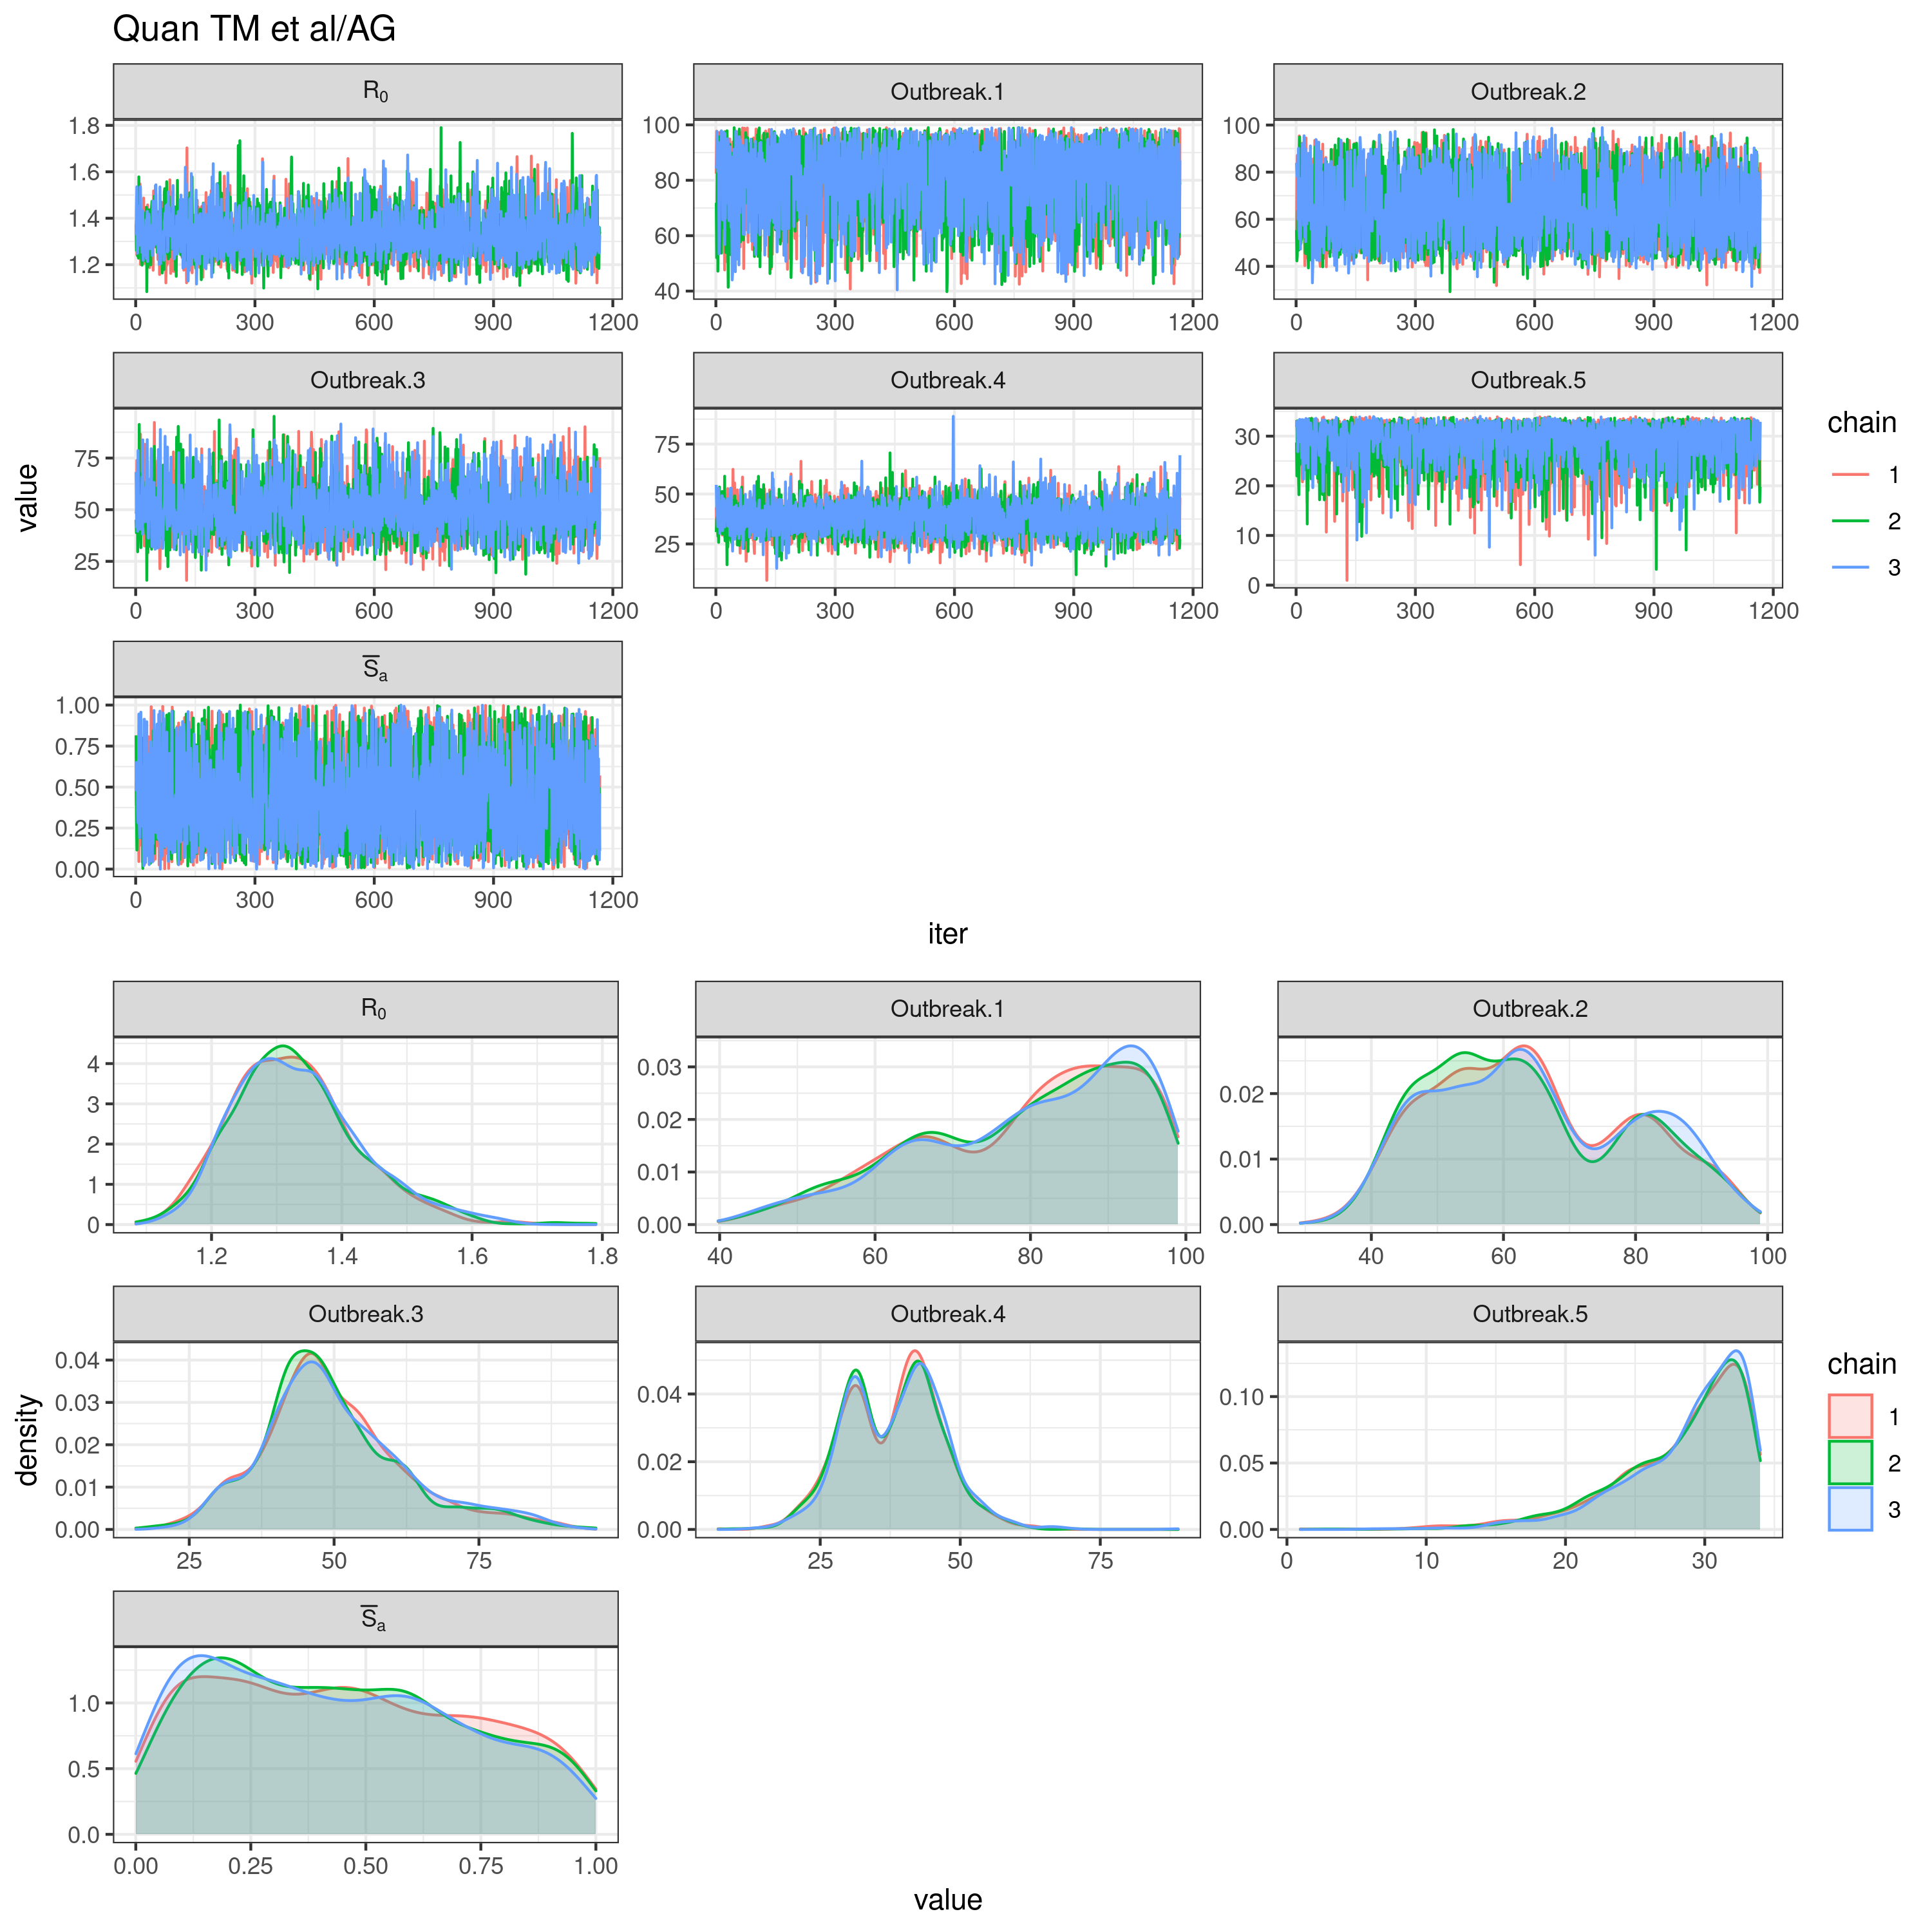 Quan TM et al/AG
R0 Outbreak.1 Outbreak.2
1.8 1.6 1.4 1.2
100 80 60 40
100 80 60 40
0 300 600 900 1200 0 300 600 900 1200 0 300 600 900 1200
Outbreak.3 Outbreak.4 Outbreak.5
75 50 25
75 50 25
30 20 10 0
0 300 600 900 1200 0 300 600 900 1200 0 300 600 900 1200
S̅a
1.00 0.75 0.50 0.25 0.00
0 300 600 900 1200
value
iter
chain
1
2
3
R0 Outbreak.1 Outbreak.2
4 3 2 1 0
0.03 0.02 0.01 0.00
0.02 0.01 0.00
1.2 1.4 1.6 1.8 40 60 80 100 40 60 80 100
Outbreak.3 Outbreak.4 Outbreak.5
0.04 0.03 0.02 0.01 0.00
0.04 0.02 0.00
0.10 0.05 0.00
25 50 75 25 50 75 0 10 20 30
S̅a
1.0 0.5 0.0
0.00 0.25 0.50 0.75 1.00
density
value
chain
1
2
3